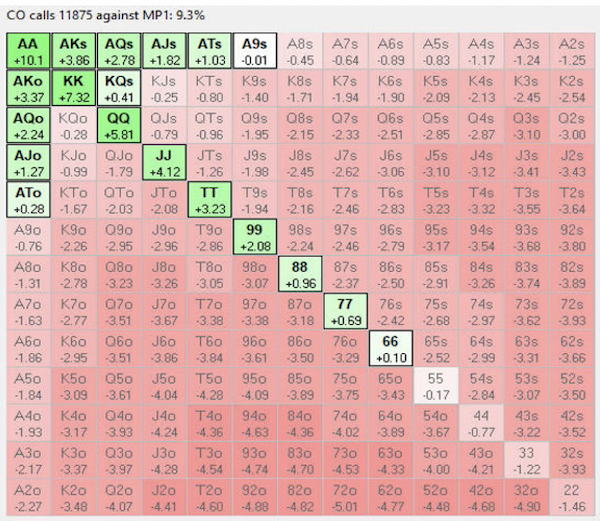 CO calls 11875 against MP1: 9.3%
AA AKs AQs AJs ATs A9s A8s A7s A6s A5s A4s A3s A2s
+10.1 +3.86 +2.78 +1.82 +1.03 -0.01 -0.45 -0.64 -0.89 -0.83 -1.17 -1.24 -1.25
AKo KK KQs KJs KTs K9s K8s K7s K6s K5s K4s K3s K2s
+3.37 +7.32 +0.41 -0.25 -0.80 -1.40 -1.71 -1.94 -1.90 -2.09 -2.13 -2.45 -2.54
AQo KQo QQ QJs QTs Q9s Q8s Q7s Q6s Q5s Q4s Q3s Q2s
+2.24 -0.28 +5.81 -0.79 -0.96 -1.95 -2.15 -2.33 -2.51 -2.85 -2.87 -3.10 -3.00
AJo KJo QJo JJ JTs J9s J8s J7s J6s J5s J4s J3s J2s
+1.27 -0.99 -1.79 +4.12 -1.26 -1.98 -2.45 -2.62 -3.06 -3.10 -3.12 -3.41 -3.43
ATo KTo QTo JTo TT T9s T8s T7s T6s T5s T4s T3s T2s
+0.28 -1.67 -2.03 -2.08 +3.23 -1.94 -2.16 -2.46 -2.83 -3.23 -3.32 -3.55 -3.64
A9o K9o Q9o J9o T9o 99 98s 97s 96s 95s 94s 93s 92s
-0.76 -2.26 -2.95 -2.96 -2.86 +2.08 -2.24 -2.46 -2.79 -3.17 -3.54 -3.68 -3.80
A8o K8o Q8o J8o T8o 98o 88 87s 86s 85s 84s 83s 82s
-1.31 -2.78 -3.23 -3.26 -3.05 -3.07 +0.96 -2.37 -2.50 -2.91 -3.26 -3.74 -3.89
A7o K7o Q7o J7o T7o 97o 87o 77 76s 75s 74s 73s 72s
-1.63 -2.77 -3.51 -3.67 -3.38 -3.38 -3.18 +0.69 -2.42 -2.68 -2.97 -3.62 -3.93
A6o K6o Q6o J6o T6o 96o 86o 76o 66 65s 64s 63s 62s
-1.86 -2.95 -3.51 -3.86 -3.84 -3.61 -3.50 -3.29 +0.10 -2.52 -2.99 -3.31 -3.66
A5o K5o Q5o J5o T5o 95o 85o 75o 65o 55 54s 53s 52s
-1.84 -3.09 -3.61 -4.04 -4.28 -4.09 -3.89 -3.75 -3.43 -0.17 -2.84 -3.07 -3.50
A4o K4o Q4o J4o T4o 94o 84o 74o 64o 54o 44 43s 42s
-1.93 -3.17 -3.93 -4.24 -4.36 -4.63 -4.36 -4.02 -3.89 -3.67 -0.77 -3.22 -3.52
A3o K3o Q3o J3o T3o 93o 83o 73o 63o 53o 43o 33 32s
-2.17 -3.37 -3.97 -4.28 -4.54 -4.74 -4.70 -4.53 -4.33 -4.00 -4.21 -1.22 -3.93
A2o K2o Q2o J2o T2o 92o 82o 72o 62o 52o 42o 32o 22
-2.27 -3.48 -4.07 -4.41 -4.60 -4.88 -4.82 -5.01 -4.77 -4.48 -4.68 -4.90 -1.46